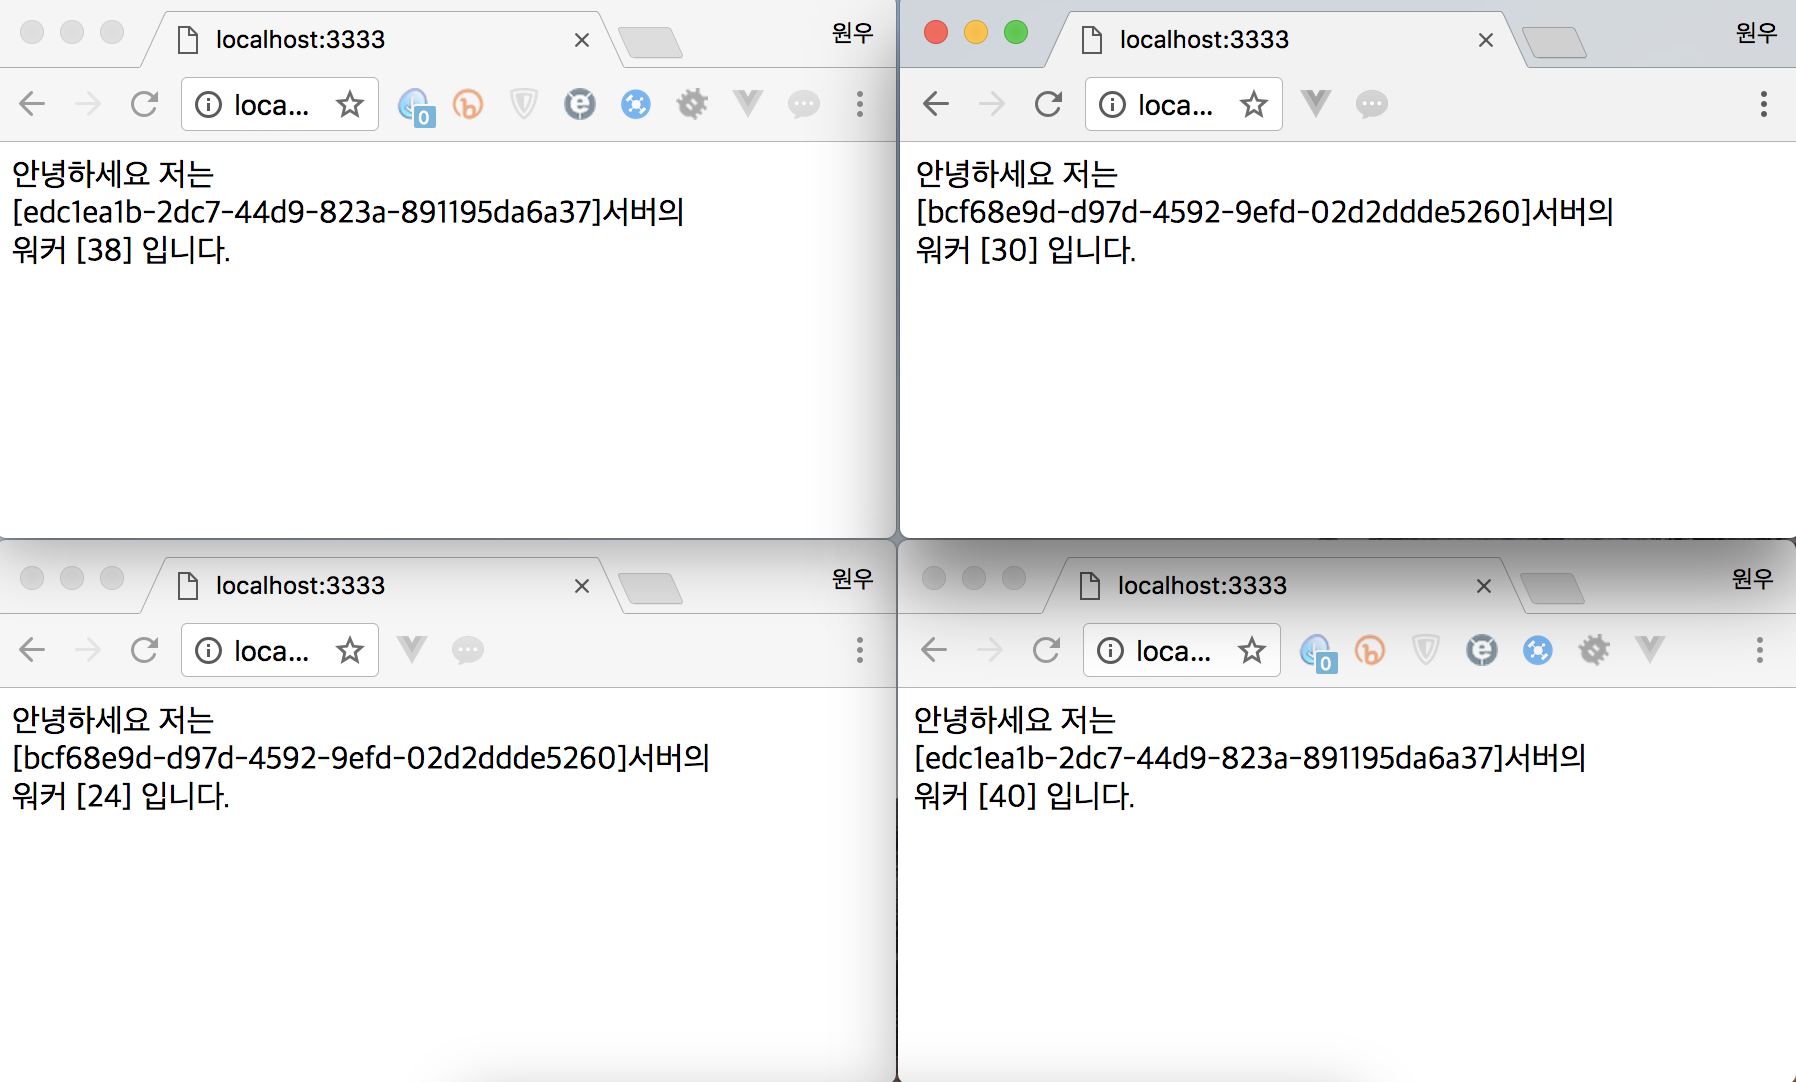 localhost:3333
원우
loca...
0
안녕하세요 저는
[edc1ea1b-2dc7-44d9-823a-891195da6a37]서버의
워커 [38] 입니다.
localhost:3333
원우
loca...
안녕하세요 저는
[bcf68e9d-d97d-4592-9efd-02d2ddde5260]서버의
워커 [30] 입니다.
localhost:3333
원우
loca...
안녕하세요 저는
[bcf68e9d-d97d-4592-9efd-02d2ddde5260]서버의
워커 [24] 입니다.
localhost:3333
원우
loca...
0
안녕하세요 저는
[edc1ea1b-2dc7-44d9-823a-891195da6a37]서버의
워커 [40] 입니다.